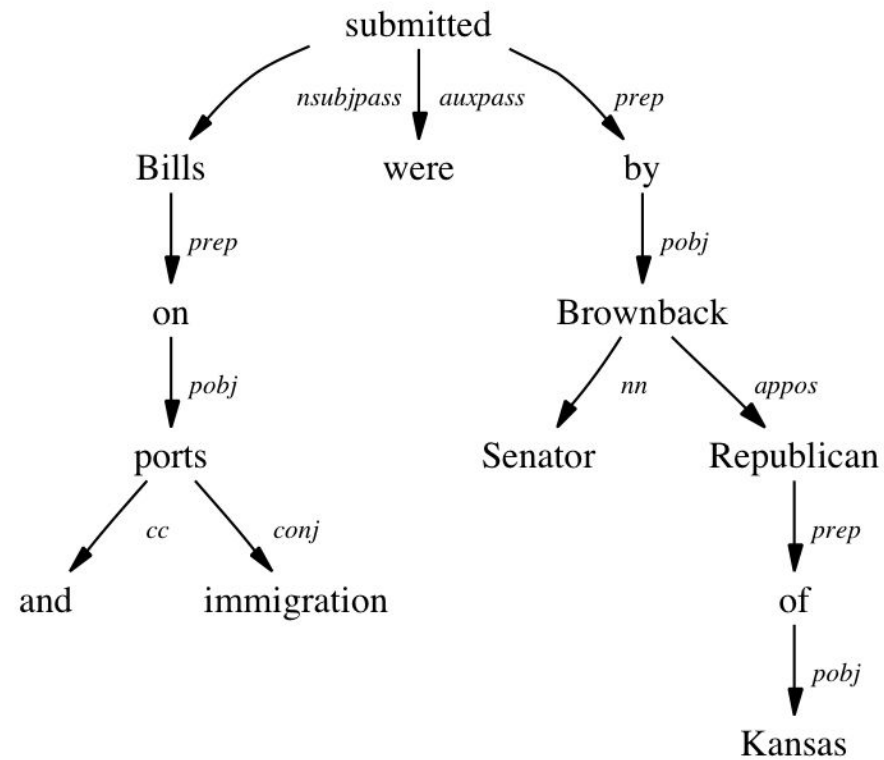 submitted
nsubjpass auxpass prep
Bills were by
prep pobj
on Brownback
pobj nn appos
ports Senator Republican
cc conj prep
and immigration of
pobj
Kansas